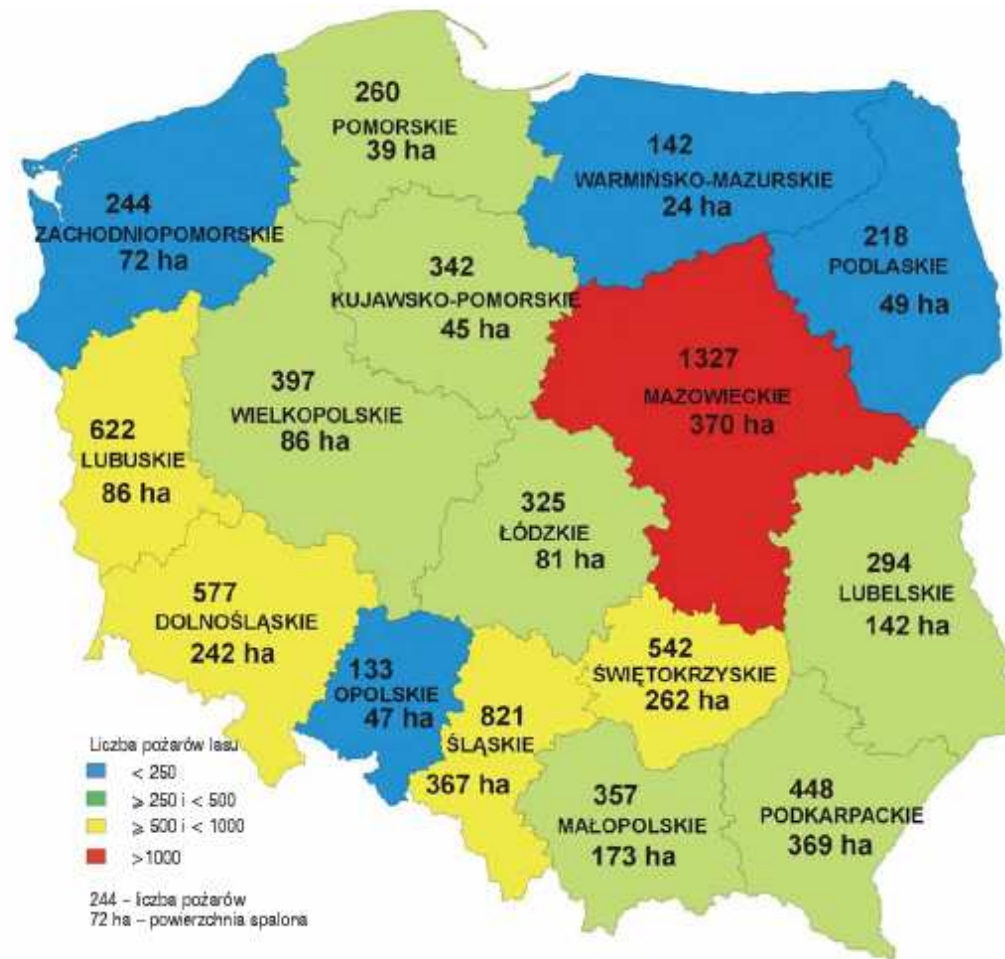 260
POMORSKIE
39 ha
142
WARMIŃSKO-MAZURSKIE
24 ha
244
ZACHODNIOPOMORSKIE
72 ha
218
PODLASKIE
49 ha
342
KUJAWSKO-POMORSKIE
45 ha
1327
MAZOWIECKIE
370 ha
397
WIELKOPOLSKIE
86 ha
622
LUBUSKIE
86 ha
325
ŁÓDZKIE
81 ha
294
LUBELSKIE
142 ha
577
DOLNOŚLĄSKIE
242 ha
542
ŚWIĘTOKRZYSKIE
262 ha
133
OPOLSKIE
47 ha
821
ŚLĄSKIE
367 ha
357
MAŁOPOLSKIE
173 ha
448
PODKARPACKIE
369 ha
Liczba pożarów lasu
< 250
⩾ 250 i < 500
⩾ 500 i < 1000
>1000
244 – liczba pożarów
72 ha – powierzchnia spalona